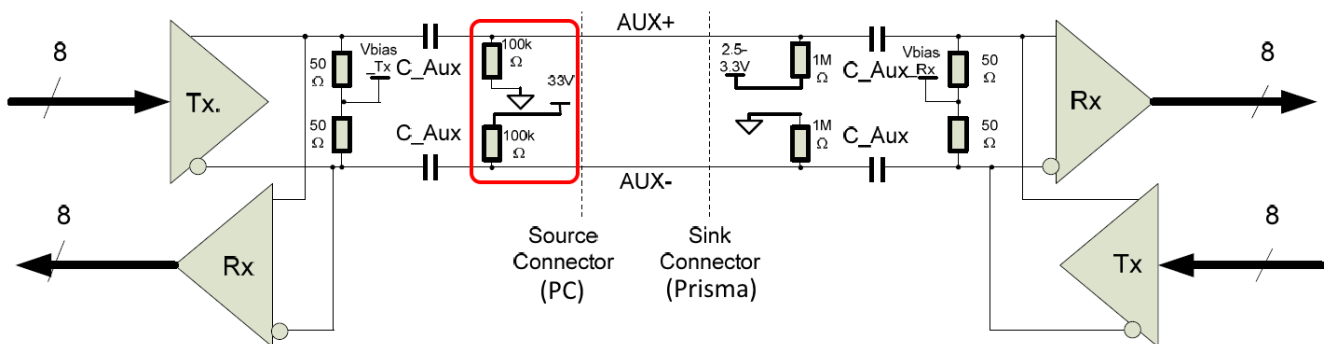 8
Tx.
50
Ω
50
Ω
Vbias
_Tx
C_Aux
C_Aux
100k
Ω
33V
100k
Ω
AUX+
AUX-
2.5-
3.3V
1M
Ω
1M
Ω
C_Aux
C_Aux
Vbias
_Rx
50
Ω
50
Ω
Rx
8
8
Rx
Source
Connector
(PC)
Sink
Connector
(Prisma)
Tx
8